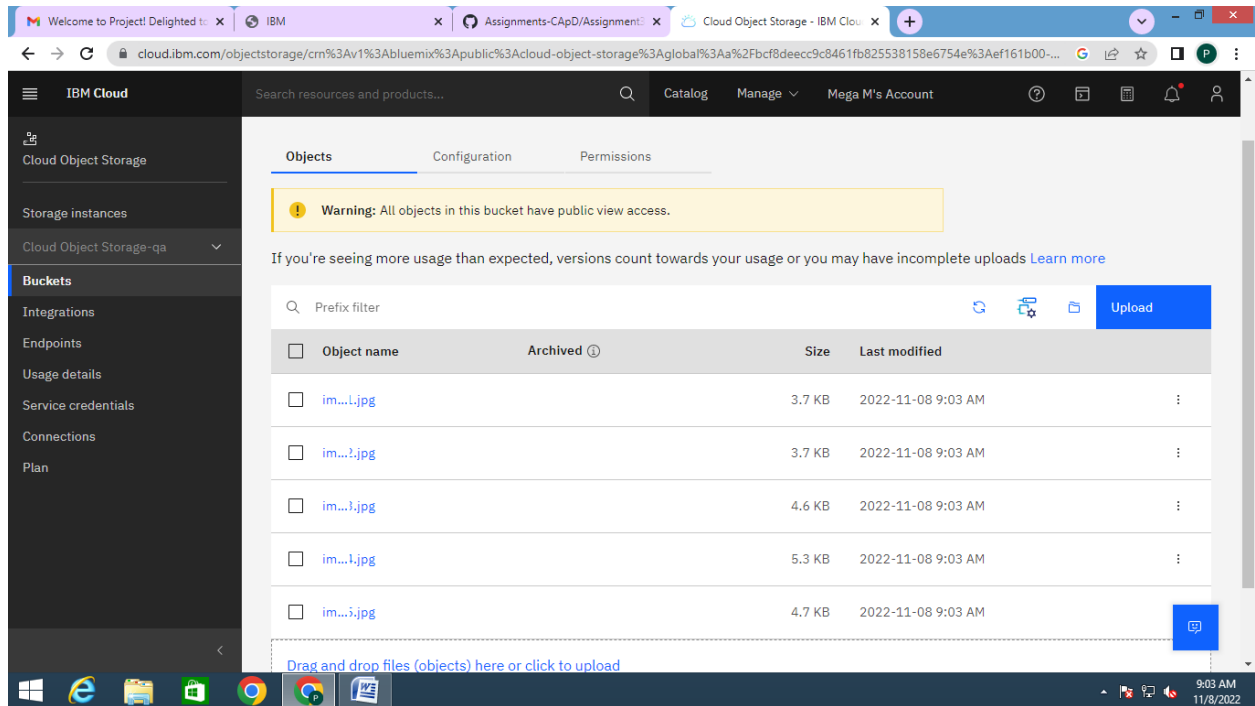 Welcome to Project! Delighted to
IBM
Assignments-CApD/Assignment3
Cloud Object Storage - IBM Clou
cloud.ibm.com/objectstorage/crn%3Av1%3Abluemix%3Apublic%3Acloud-object-storage%3Aglobal%3Aa%2Fbcf8deecc9c8461fb825538158e6754e%3Aef161b00-...
IBM Cloud
Search resources and products...
Catalog
Manage
Mega M's Account
Cloud Object Storage
Storage instances
Cloud Object Storage-qa
Buckets
Integrations
Endpoints
Usage details
Service credentials
Connections
Plan
Objects
Configuration
Permissions
Warning: All objects in this bucket have public view access.
If you're seeing more usage than expected, versions count towards your usage or you may have incomplete uploads Learn more
Prefix filter
Upload
Object name Archived Size Last modified
im...1.jpg 3.7 KB 2022-11-08 9:03 AM
im...2.jpg 3.7 KB 2022-11-08 9:03 AM
im...3.jpg 4.6 KB 2022-11-08 9:03 AM
im...4.jpg 5.3 KB 2022-11-08 9:03 AM
im...5.jpg 4.7 KB 2022-11-08 9:03 AM
Drag and drop files (objects) here or click to upload
9:03 AM
11/8/2022